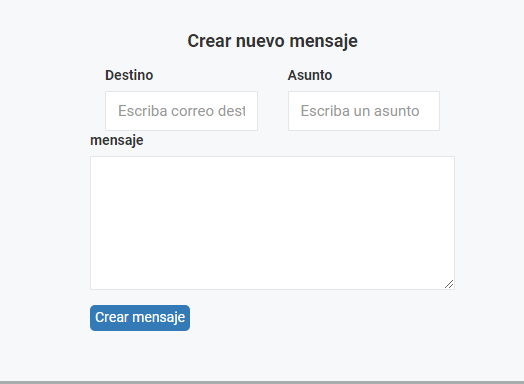 Crear nuevo mensaje
Destino Asunto
Escriba correo dest Escriba un asunto
mensaje
Crear mensaje